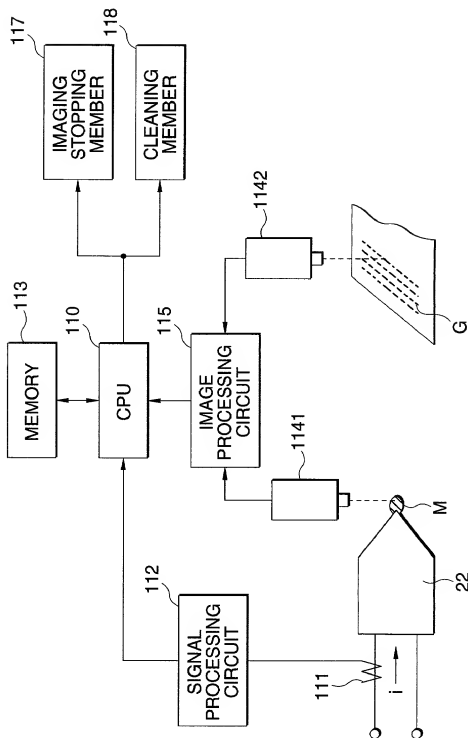 117
IMAGING
STOPPING
MEMBER
118
CLEANING
MEMBER
113
MEMORY
110
CPU
115
IMAGE
PROCESSING
CIRCUIT
1142
1141
112
SIGNAL
PROCESSING
CIRCUIT
G
M
22
111
i